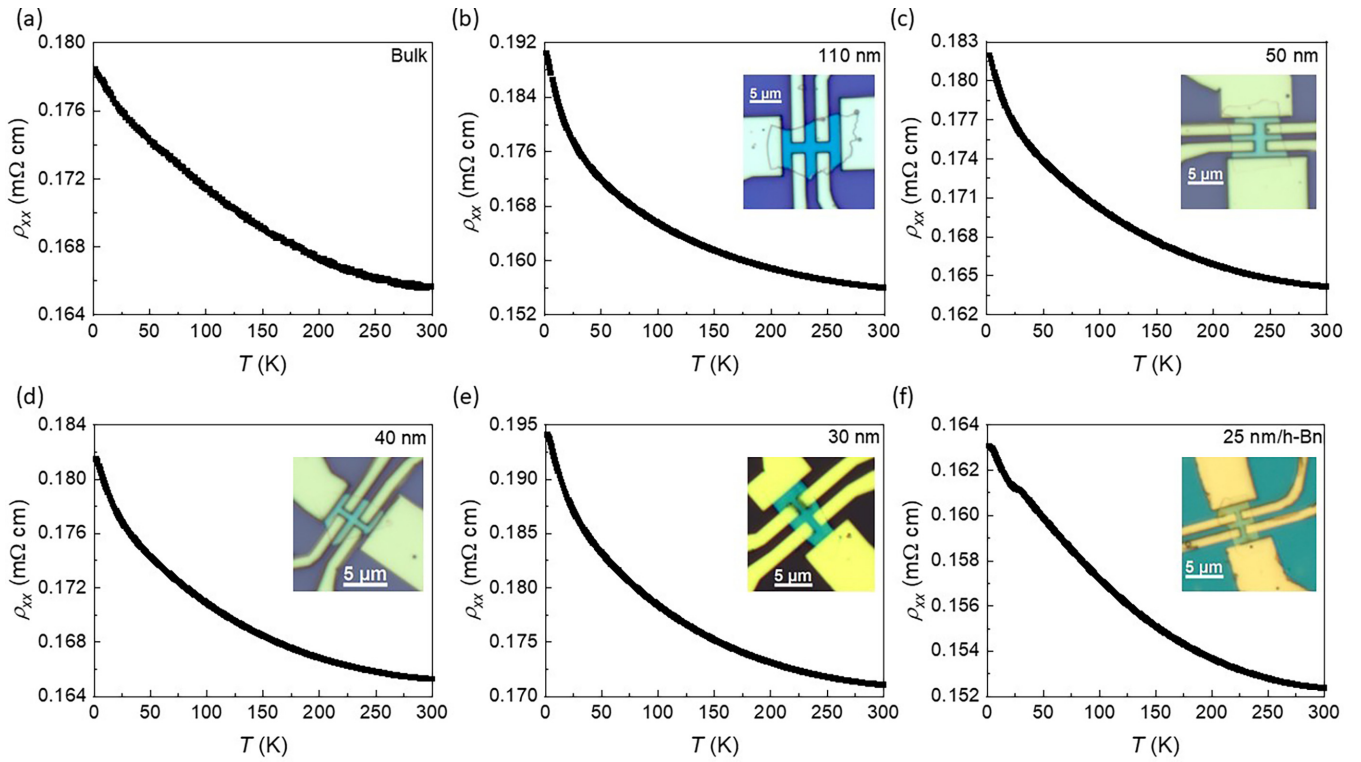 (a)
0.180
0.176
0.172
0.168
0.164
ρxx (mΩ cm)
Bulk
0 50 100 150 200 250 300
T (K)
(b)
0.192
0.184
0.176
0.168
0.160
0.152
ρxx (mΩ cm)
110 nm
5 µm
0 50 100 150 200 250 300
T (K)
(c)
0.183
0.180
0.177
0.174
0.171
0.168
0.165
0.162
ρxx (mΩ cm)
50 nm
5 µm
0 50 100 150 200 250 300
T (K)
(d)
0.184
0.180
0.176
0.172
0.168
0.164
ρxx (mΩ cm)
40 nm
5 µm
0 50 100 150 200 250 300
T (K)
(e)
0.195
0.190
0.185
0.180
0.175
0.170
ρxx (mΩ cm)
30 nm
5 µm
0 50 100 150 200 250 300
T (K)
(f)
0.164
0.162
0.160
0.158
0.156
0.154
0.152
ρxx (mΩ cm)
25 nm/h-Bn
5 µm
0 50 100 150 200 250 300
T (K)